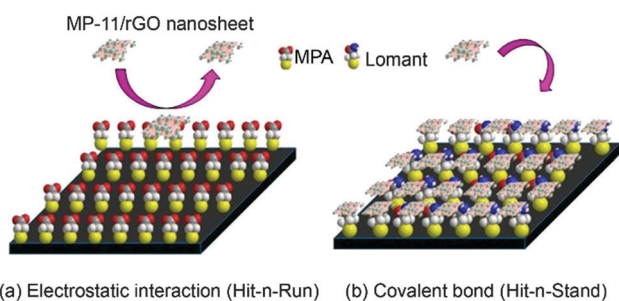 MP-11/rGO nanosheet
MPA
Lomant
(a) Electrostatic interaction (Hit-n-Run)
(b) Covalent bond (Hit-n-Stand)